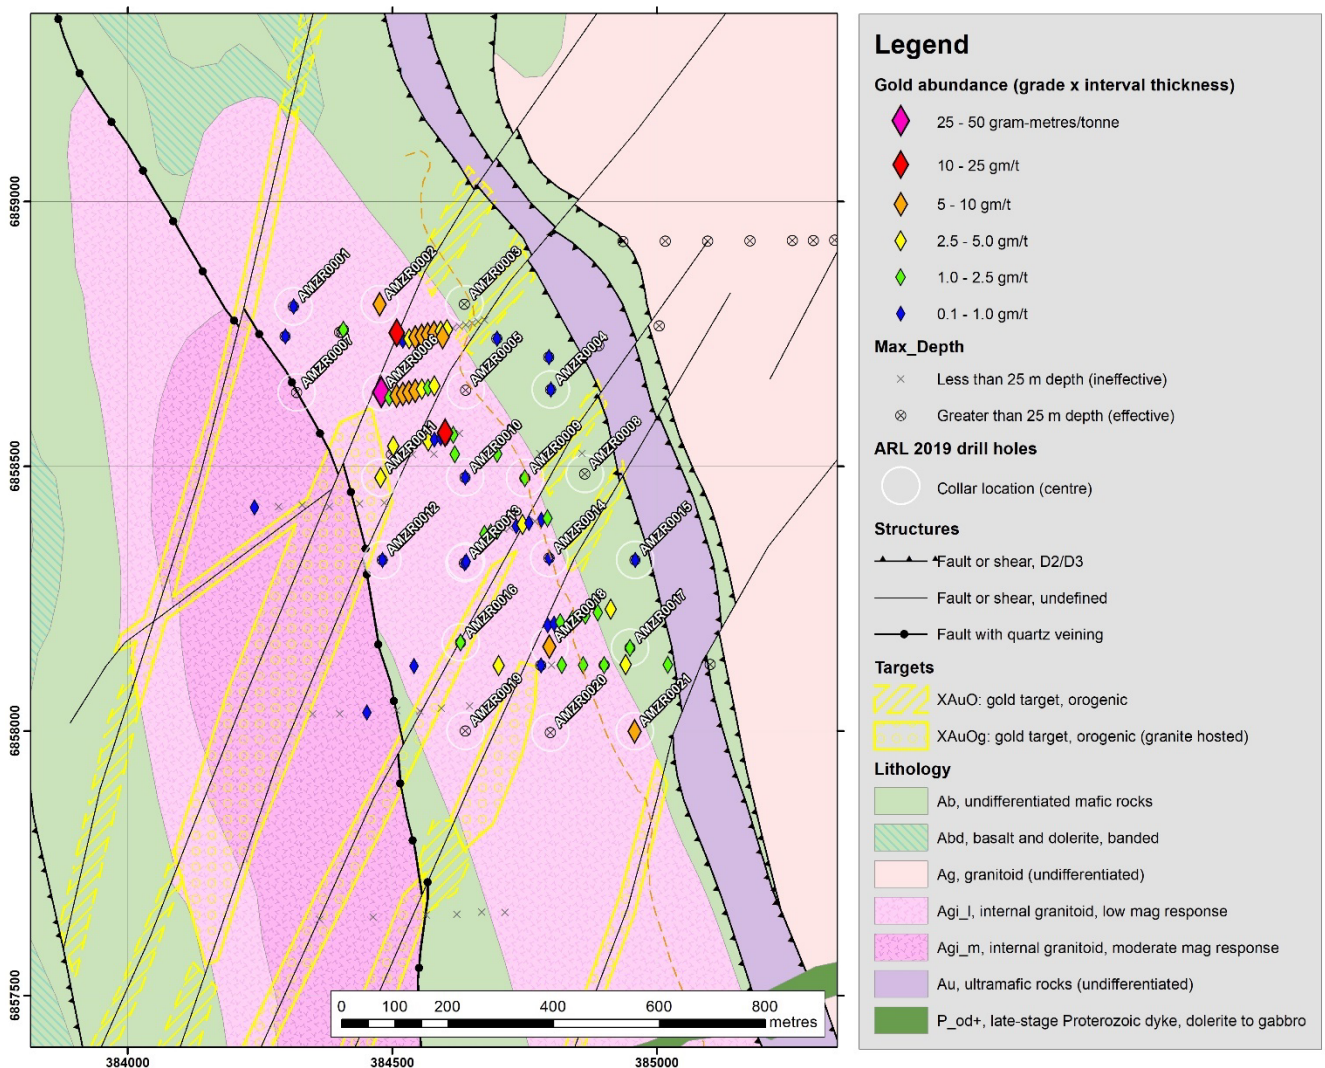 6859000
6858500
6858000
6857500
384000
384500
385000
AMZR0001
AMZR0002
AMZR0003
AMZR0004
AMZR0005
AMZR0006
AMZR0007
AMZR0008
AMZR0009
AMZR0010
AMZR0011
AMZR0012
AMZR0013
AMZR0014
AMZR0015
AMZR0016
AMZR0017
AMZR0018
AMZR0019
AMZR0020
AMZR0021
0 100 200 400 600 800
metres
Legend
Gold abundance (grade x interval thickness)
25 - 50 gram-metres/tonne
10 - 25 gm/t
5 - 10 gm/t
2.5 - 5.0 gm/t
1.0 - 2.5 gm/t
0.1 - 1.0 gm/t
Max_Depth
Less than 25 m depth (ineffective)
Greater than 25 m depth (effective)
ARL 2019 drill holes
Collar location (centre)
Structures
Fault or shear, D2/D3
Fault or shear, undefined
Fault with quartz veining
Targets
XAuO: gold target, orogenic
XAuOg: gold target, orogenic (granite hosted)
Lithology
Ab, undifferentiated mafic rocks
Abd, basalt and dolerite, banded
Ag, granitoid (undifferentiated)
Agi_l, internal granitoid, low mag response
Agi_m, internal granitoid, moderate mag response
Au, ultramafic rocks (undifferentiated)
P_od+, late-stage Proterozoic dyke, dolerite to gabbro